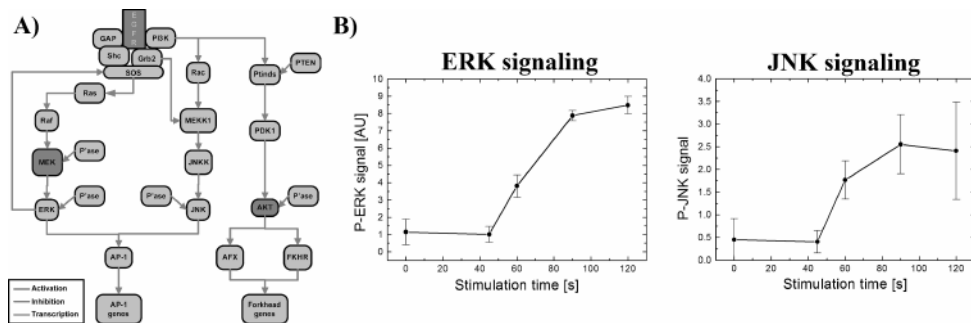 A)
EGFR
GAP
PI3K
Shc
Grb2
SOS
Ras
Rac
Ptinds
PTEN
Raf
MEKK1
PDK1
MEK
P'ase
JNKK
ERK
P'ase
P'ase
JNK
AKT
P'ase
AP-1
AFX
FKHR
AP-1
genes
Forkhead
genes
Activation
Inhibition
Transcription
B)
ERK signaling
P-ERK signal [AU]
9
8
7
6
5
4
3
2
1
0
0 20 40 60 80 100 120
Stimulation time [s]
JNK signaling
P-JNK signal
4.0
3.5
3.0
2.5
2.0
1.5
1.0
0.5
0.0
0 20 40 60 80 100 120
Stimulation time [s]